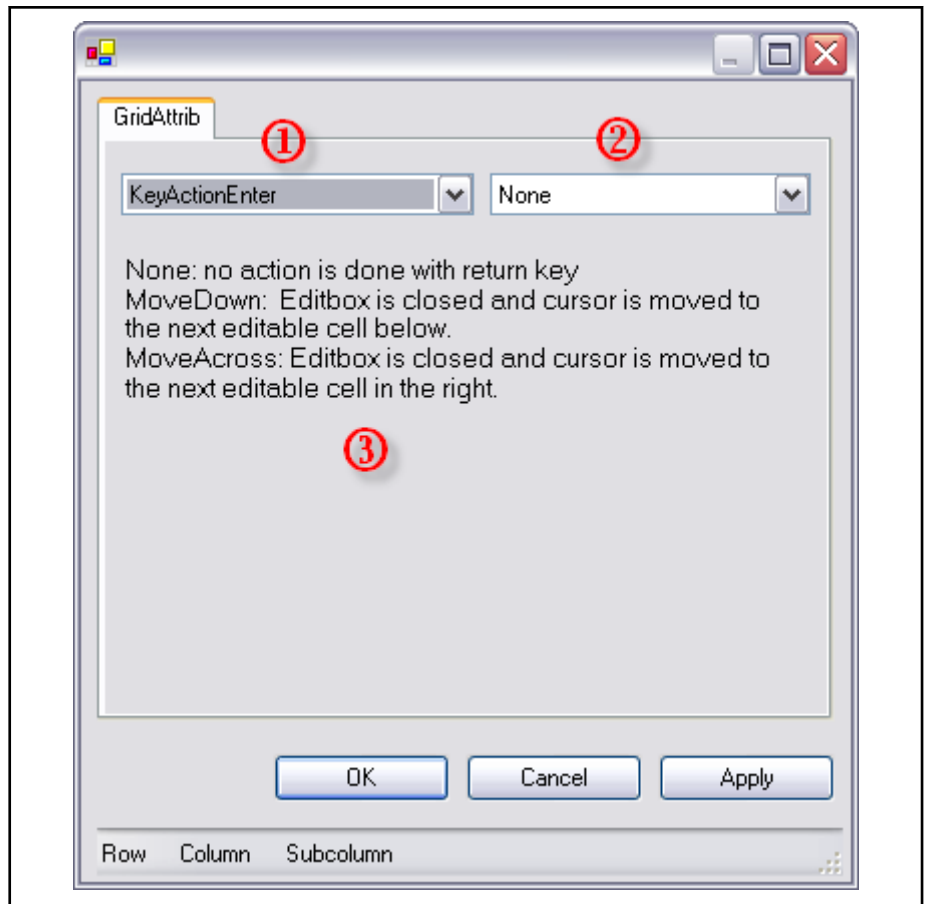 GridAttrib
1 2
KeyActionEnter None
None: no action is done with return key
MoveDown:  Editbox is closed and cursor is moved to
the next editable cell below.
MoveAcross: Editbox is closed and cursor is moved to
the next editable cell in the right.
3
OK Cancel Apply
Row Column Subcolumn